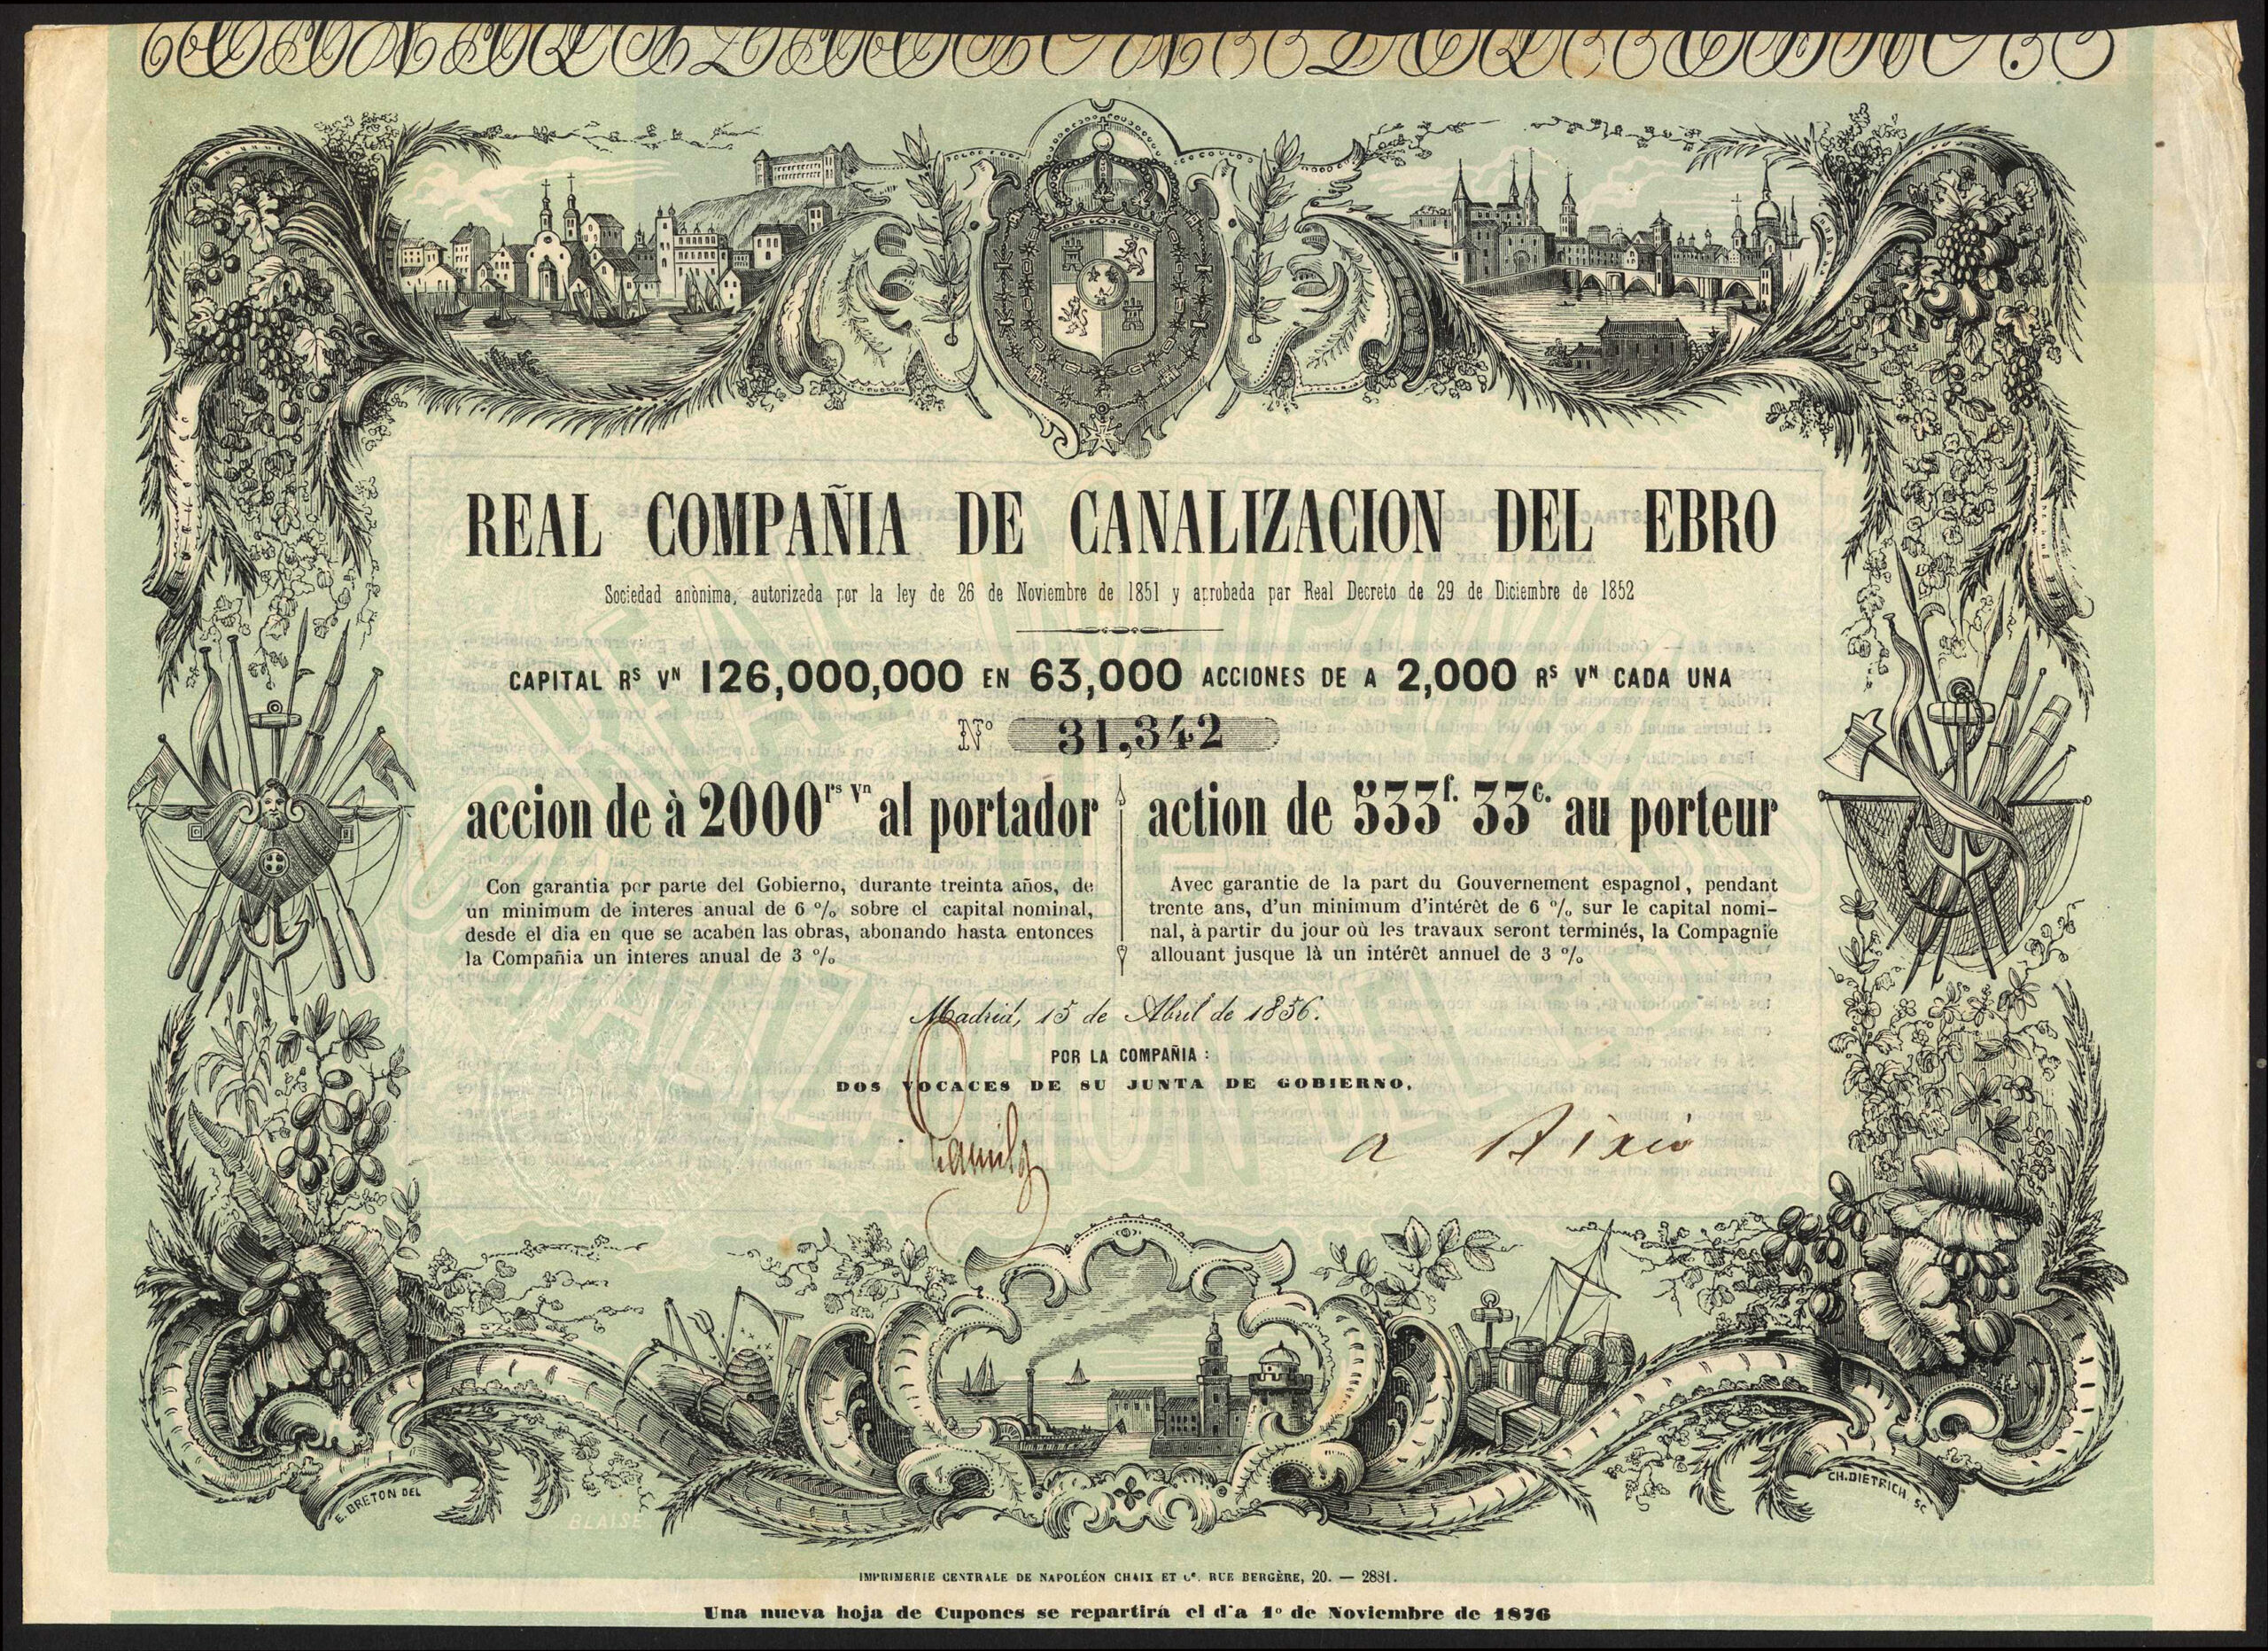 REAL COMPAÑIA DE CANALIZACION DEL EBRO
Sociedad anònima, autorizada por la ley de 26 de Noviembre de 1851 y aprobada par Real Decreto de 29 de Diciembre de 1852
CAPITAL Rˢ Vᴺ 126,000,000 EN 63,000 ACCIONES DE A 2,000 Rˢ Vᴺ CADA UNA
Nº 31,342
accion de à 2000 rs vn al portador
Con garantia por parte del Gobierno, durante treinta años, de
un minimum de interes anual de 6 % sobre el capital nominal,
desde el dia en que se acaben las obras, abonando hasta entonces
la Compañia un interes anual de 3 %
action de 533f. 33c. au porteur
Avec garantie de la part du Gouvernement espagnol, pendant
trente ans, d'un minimum d'intérêt de 6 % sur le capital nomi-
nal, à partir du jour où les travaux seront terminés, la Compagnie
allouant jusque là un intérêt annuel de 3 %
Madrid, 15 de Abril de 1856.
POR LA COMPAÑIA :
DOS VOCACES DE SU JUNTA DE GOBIERNO.
E. BRETON DEL
BLAISE
CH. DIETRICH. SC
IMPRIMERIE CENTRALE DE NAPOLÉON CHAIX ET Cᵉ. RUE BERGÈRE, 20. — 2881.
Una nueva hoja de Cupones se repartirá el d'a 1º de Noviembre de 1876